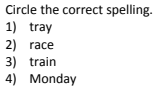 Circle the correct spelling.
1) tray
2) race
3) train
4) Monday